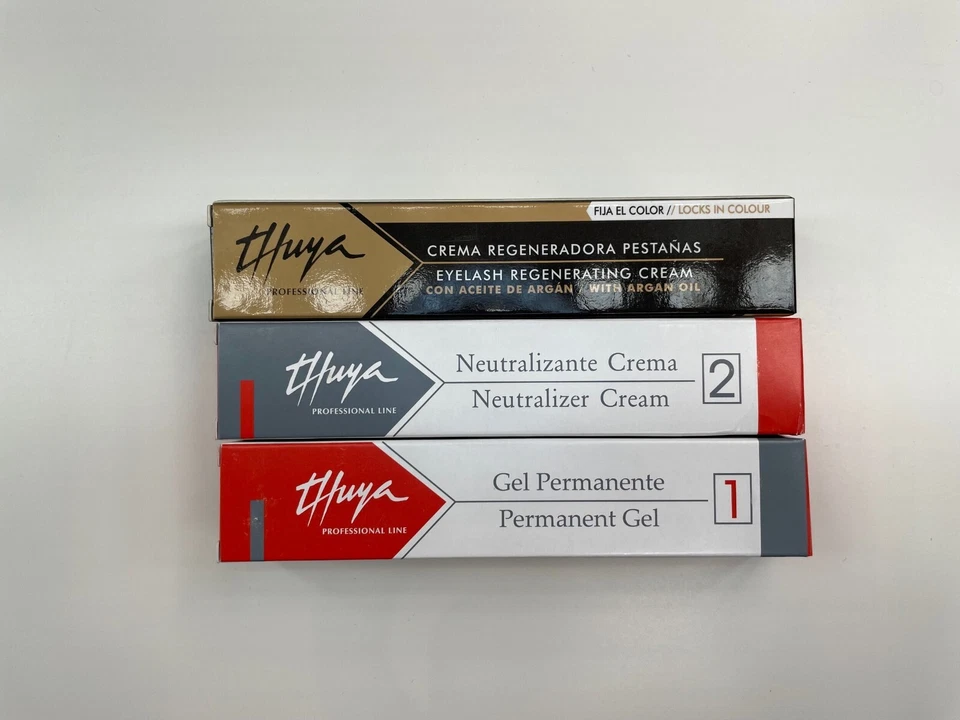 FIJA EL COLOR // LOCKS IN COLOUR
thuya
PROFESSIONAL LINE
CREMA REGENERADORA PESTAÑAS
EYELASH REGENERATING CREAM
CON ACEITE DE ARGÁN / WITH ARGAN OIL
thuya
PROFESSIONAL LINE
Neutralizante Crema
Neutralizer Cream
2
thuya
PROFESSIONAL LINE
Gel Permanente
Permanent Gel
1